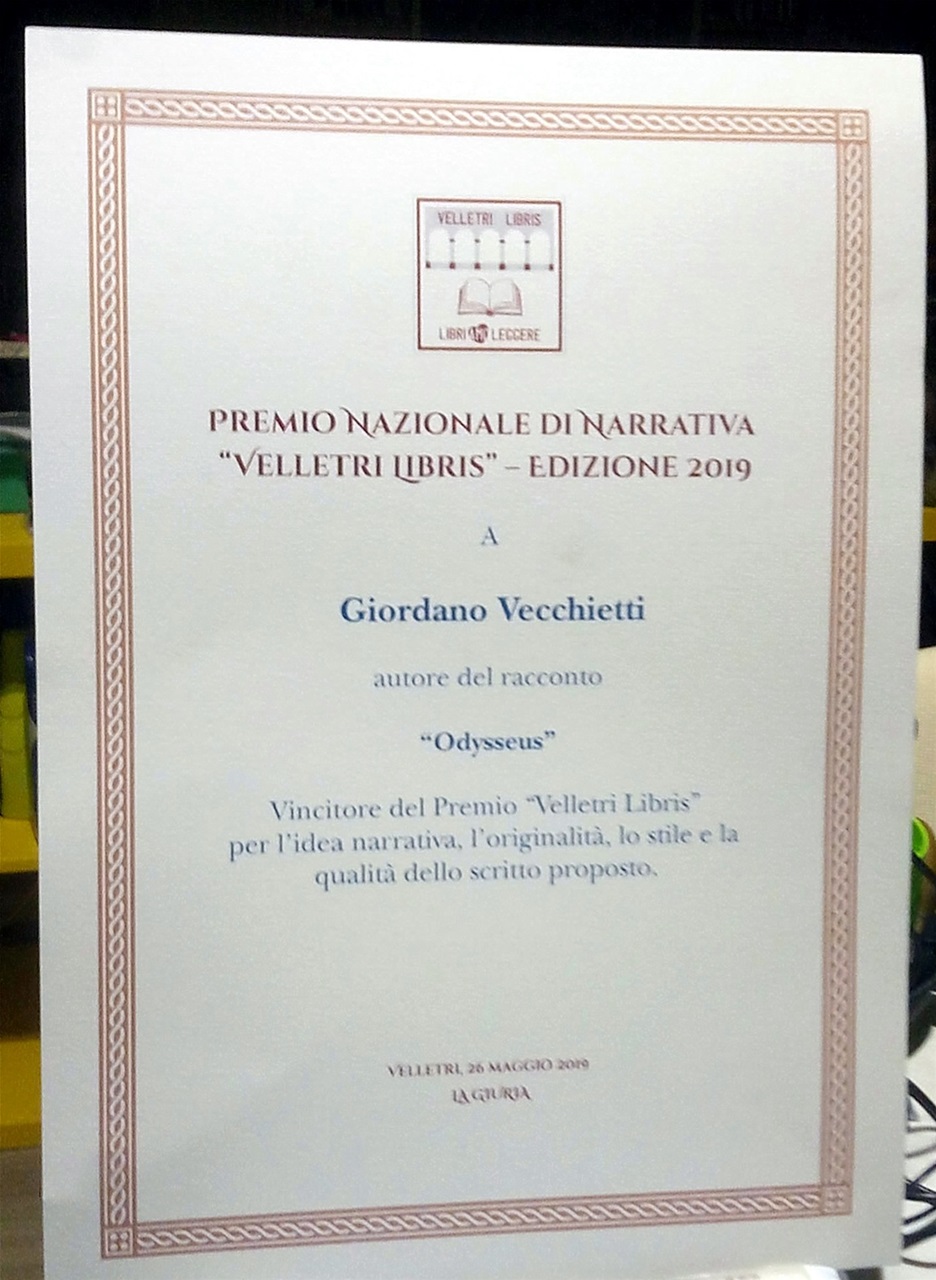 VELLETRI LIBRIS
LIBRI AMO LEGGERE
PREMIO NAZIONALE DI NARRATIVA
“VELLETRI LIBRIS” – EDIZIONE 2019
A
Giordano Vecchietti
autore del racconto
“Odysseus”
Vincitore del Premio “Velletri Libris”
per l’idea narrativa, l’originalità, lo stile e la
qualità dello scritto proposto.
VELLETRI, 26 MAGGIO 2019
LA GIURIA